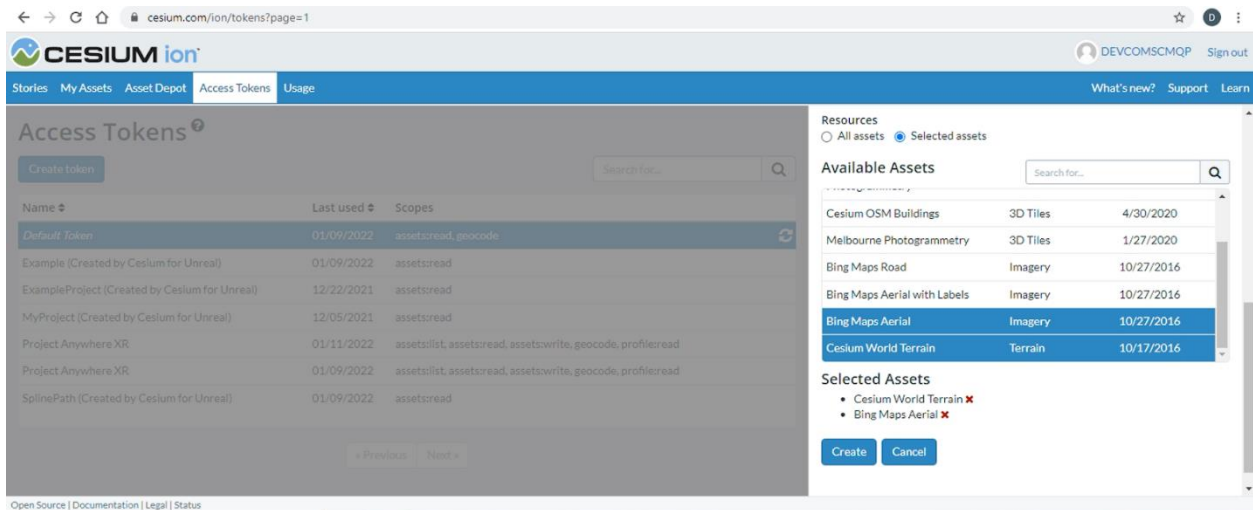 cesium.com/ion/tokens?page=1
D
CESIUM ion
DEVCOMSCMQP Sign out
Stories My Assets Asset Depot Access Tokens Usage What's new? Support Learn
Access Tokens ?
Create token Search for...
Name Last used Scopes
Default Token 01/09/2022 assets:read, geocode
Example (Created by Cesium for Unreal) 01/09/2022 assets:read
ExampleProject (Created by Cesium for Unreal) 12/22/2021 assets:read
MyProject (Created by Cesium for Unreal) 12/05/2021 assets:read
Project Anywhere XR 01/11/2022 assets:list, assets:read, assets:write, geocode, profile:read
Project Anywhere XR 01/09/2022 assets:list, assets:read, assets:write, geocode, profile:read
SplinePath (Created by Cesium for Unreal) 01/09/2022 assets:read
« Previous Next »
Resources
All assets Selected assets
Available Assets Search for...
Photogrammetry
Cesium OSM Buildings 3D Tiles 4/30/2020
Melbourne Photogrammetry 3D Tiles 1/27/2020
Bing Maps Road Imagery 10/27/2016
Bing Maps Aerial with Labels Imagery 10/27/2016
Bing Maps Aerial Imagery 10/27/2016
Cesium World Terrain Terrain 10/17/2016
Selected Assets
• Cesium World Terrain ✖
• Bing Maps Aerial ✖
Create Cancel
Open Source | Documentation | Legal | Status